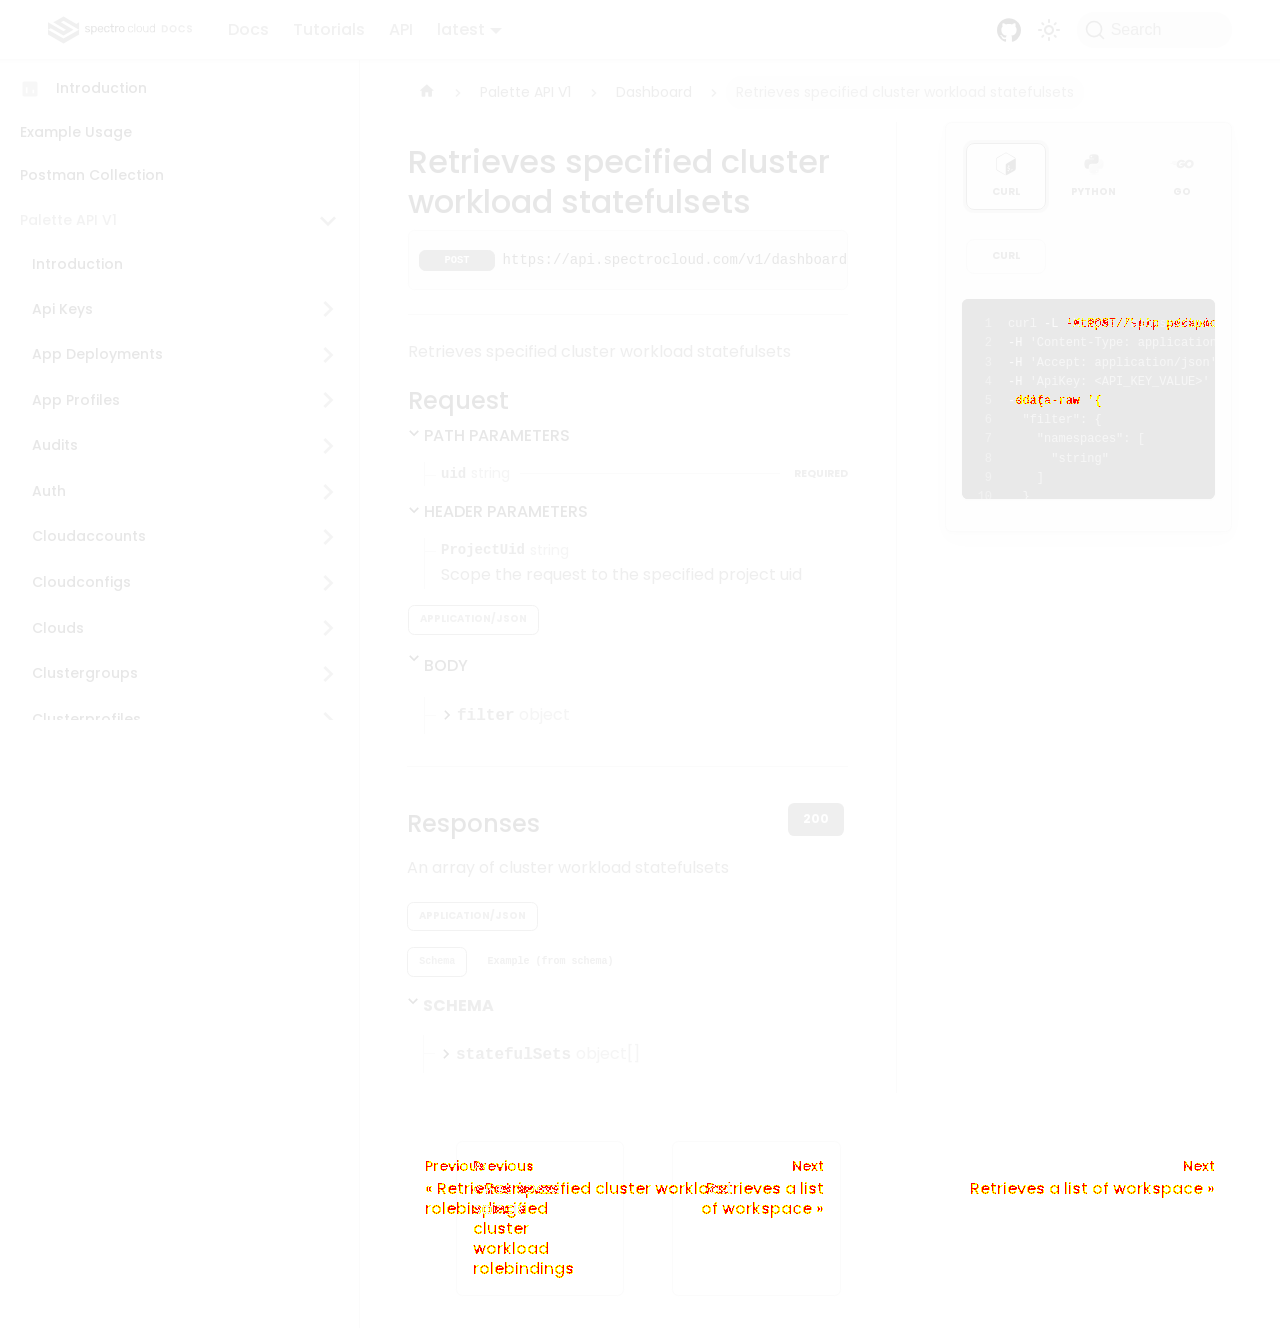 spectro cloud DOCS Docs Tutorials API latest Search
Introduction
Palette API V1 Dashboard Retrieves specified cluster workload statefulsets
Example Usage
Postman Collection
Palette API V1
Introduction
Api Keys
App Deployments
App Profiles
Audits
Auth
Cloudaccounts
Cloudconfigs
Clouds
Clustergroups
Clusterprofiles
Retrieves specified cluster
workload statefulsets
POST https://api.spectrocloud.com/v1/dashboard
Retrieves specified cluster workload statefulsets
Request
PATH PARAMETERS
uid string REQUIRED
HEADER PARAMETERS
ProjectUid string
Scope the request to the specified project uid
APPLICATION/JSON
BODY
filter object
Responses
200
An array of cluster workload statefulsets
APPLICATION/JSON
Schema Example (from schema)
SCHEMA
statefulSets object[]
CURL PYTHON GO
CURL
1 curl -L
2 -H 'Content-Type: application
3 -H 'Accept: application/json'
4 -H 'ApiKey: <API_KEY_VALUE>'
5 data-raw '{
6 "filter": {
7 "namespaces": [
8 "string"
9 ]
10 }
Previous Previous Next Next
« Retrieves specified cluster workload Retrieves a list Retrieves a list of workspace »
rolebindings of workspace »
cluster
workload
rolebindings